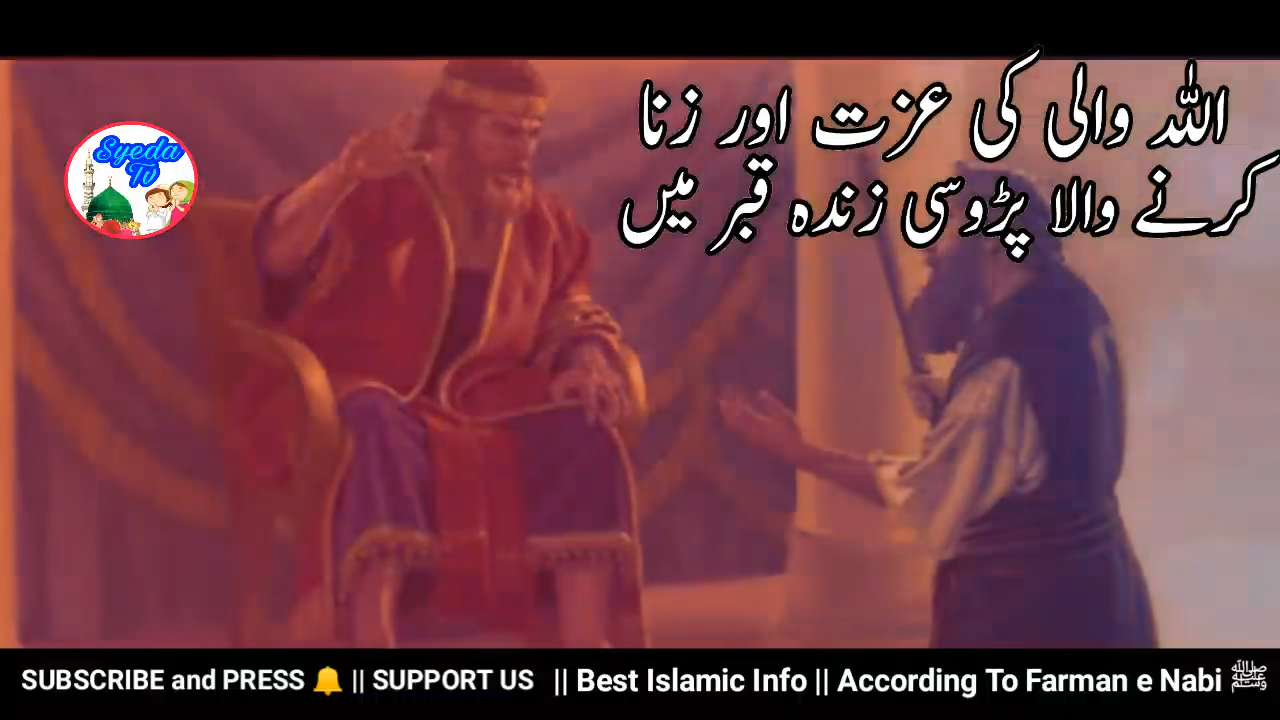 اللہ والی کی عزت اور زنا
کرنے والا پڑوسی زندہ قبر میں
Syeda
Tv
SUBSCRIBE and PRESS 🔔 || SUPPORT US || Best Islamic Info || According To Farman e Nabi ﷺ